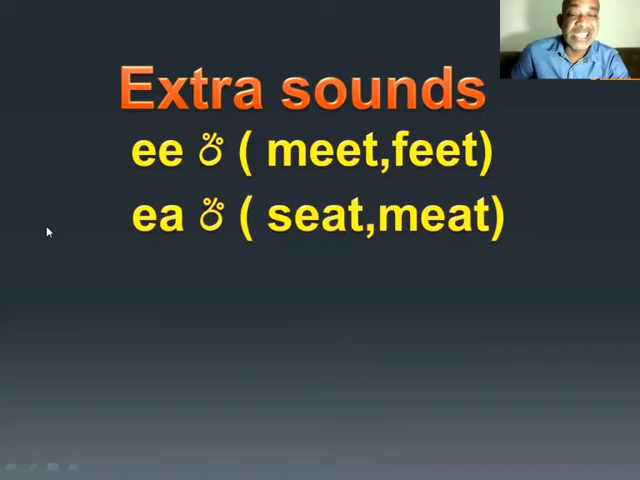 Extra sounds
ee ඊ ( meet,feet)
ea ඊ ( seat,meat)